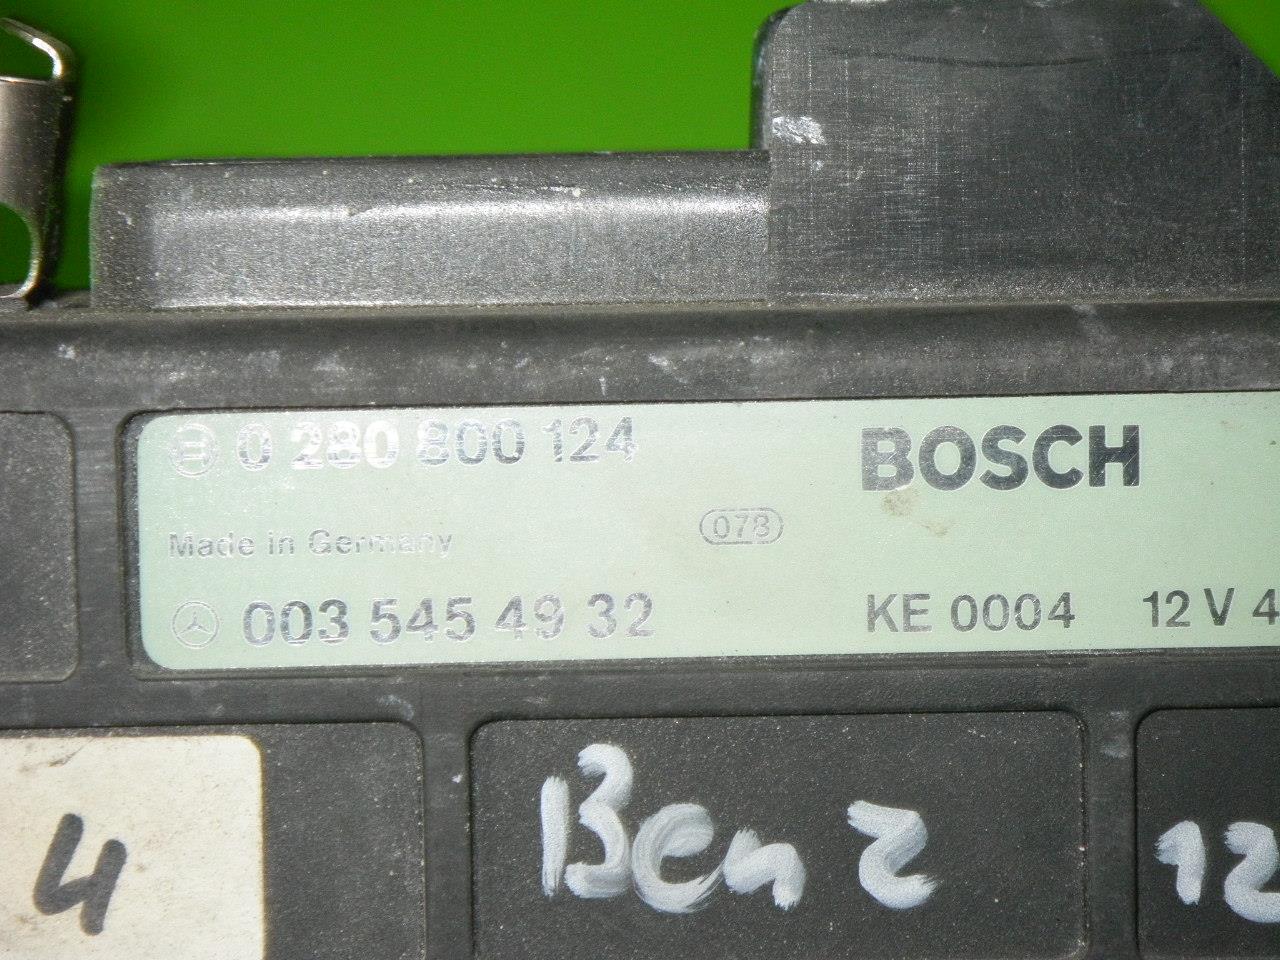 0 280 800 124
BOSCH
Made in Germany
078
003 545 49 32
KE 0004 12 V 4
4
Benz
12